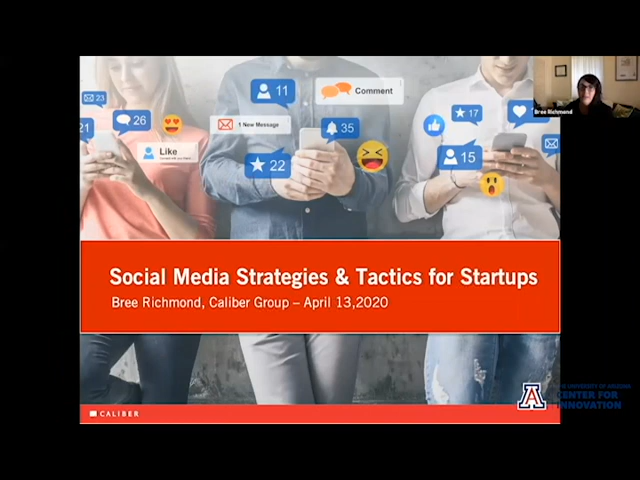 11
Comment
23
26
21
1 New Message
35
17
Like
22
15
Bree Richmond
Social Media Strategies & Tactics for Startups
Bree Richmond, Caliber Group – April 13,2020
CALIBER
A
THE UNIVERSITY OF ARIZONA
CENTER FOR
INNOVATION